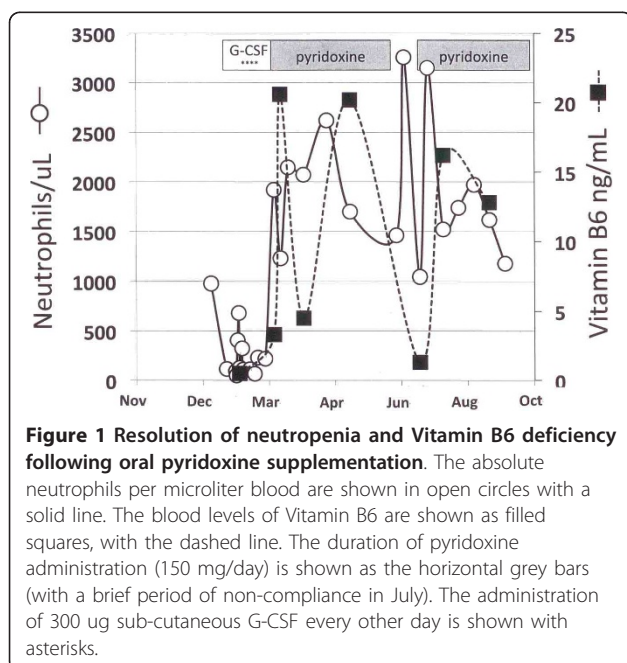 3500
3000
2500
2000
1500
1000
500
0
Neutrophils/uL
G-CSF
****
pyridoxine
pyridoxine
25
20
15
10
5
0
Vitamin B6 ng/mL
Nov Dec Mar Apr Jun Aug Oct
Figure 1 Resolution of neutropenia and Vitamin B6 deficiency
following oral pyridoxine supplementation. The absolute
neutrophils per microliter blood are shown in open circles with a
solid line. The blood levels of Vitamin B6 are shown as filled
squares, with the dashed line. The duration of pyridoxine
administration (150 mg/day) is shown as the horizontal grey bars
(with a brief period of non-compliance in July). The administration
of 300 ug sub-cutaneous G-CSF every other day is shown with
asterisks.